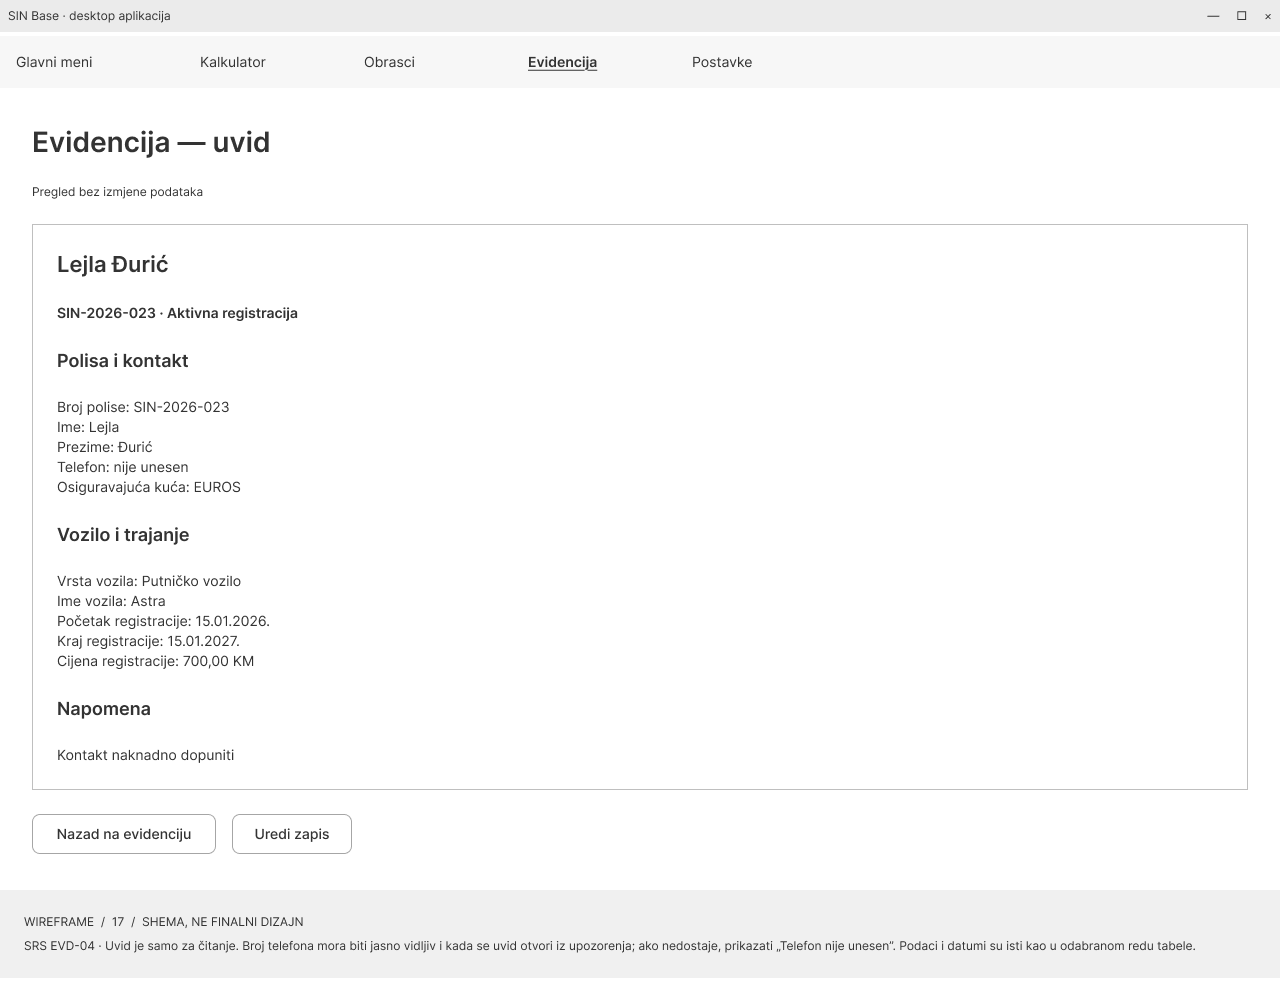 SIN Base · desktop aplikacija
Glavni meni Kalkulator Obrasci Evidencija Postavke
Evidencija — uvid
Pregled bez izmjene podataka
Lejla Đurić
SIN-2026-023 · Aktivna registracija
Polisa i kontakt
Broj polise: SIN-2026-023
Ime: Lejla
Prezime: Đurić
Telefon: nije unesen
Osiguravajuća kuća: EUROS
Vozilo i trajanje
Vrsta vozila: Putničko vozilo
Ime vozila: Astra
Početak registracije: 15.01.2026.
Kraj registracije: 15.01.2027.
Cijena registracije: 700,00 KM
Napomena
Kontakt naknadno dopuniti
Nazad na evidenciju Uredi zapis
WIREFRAME / 17 / SHEMA, NE FINALNI DIZAJN
SRS EVD-04 · Uvid je samo za čitanje. Broj telefona mora biti jasno vidljiv i kada se uvid otvori iz upozorenja; ako nedostaje, prikazati „Telefon nije unesen“. Podaci i datumi su isti kao u odabranom redu tabele.